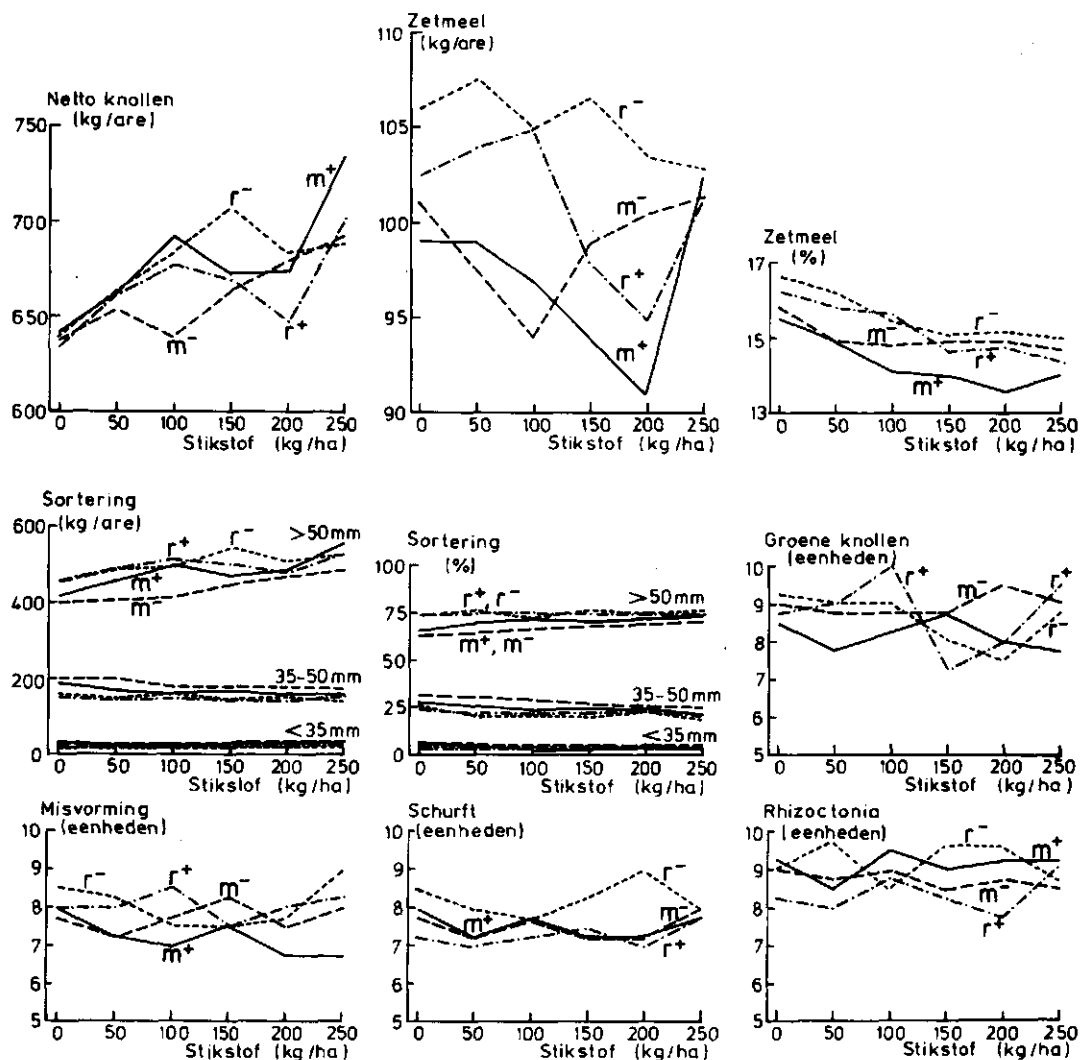 Netto knollen
(kg/are)
750
700
650
600
r⁻
m⁺
m⁻
r⁺
0 50 100 150 200 250
Stikstof (kg/ha)
Zetmeel
(kg/are)
110
105
100
95
90
r⁻
m⁻
r⁺
m⁺
0 50 100 150 200 250
Stikstof (kg/ha)
Zetmeel
(%)
17
15
13
r⁻
m⁻
r⁺
m⁺
0 50 100 150 200 250
Stikstof (kg/ha)
Sortering
(kg/are)
600
400
200
0
r⁺
r⁻
>50mm
m⁺
m⁻
35-50mm
<35mm
0 50 100 150 200 250
Stikstof (kg/ha)
Sortering
(%)
100
75
50
25
0
r⁺, r⁻
>50mm
m⁺, m⁻
35-50mm
<35mm
0 50 100 150 200 250
Stikstof (kg/ha)
Groene knollen
(eenheden)
10
9
8
7
6
5
r⁺
m⁻
r⁺
r⁻
0 50 100 150 200 250
Stikstof (kg/ha)
Misvorming
(eenheden)
10
9
8
7
6
5
r⁻
r⁺
m⁻
m⁺
0 50 100 150 200 250
Stikstof (kg/ha)
Schurft
(eenheden)
10
9
8
7
6
5
r⁻
m⁺
m⁻
r⁺
0 50 100 150 200 250
Stikstof (kg/ha)
Rhizoctonia
(eenheden)
10
9
8
7
6
5
r⁻
m⁺
m⁻
r⁺
0 50 100 150 200 250
Stikstof (kg/ha)